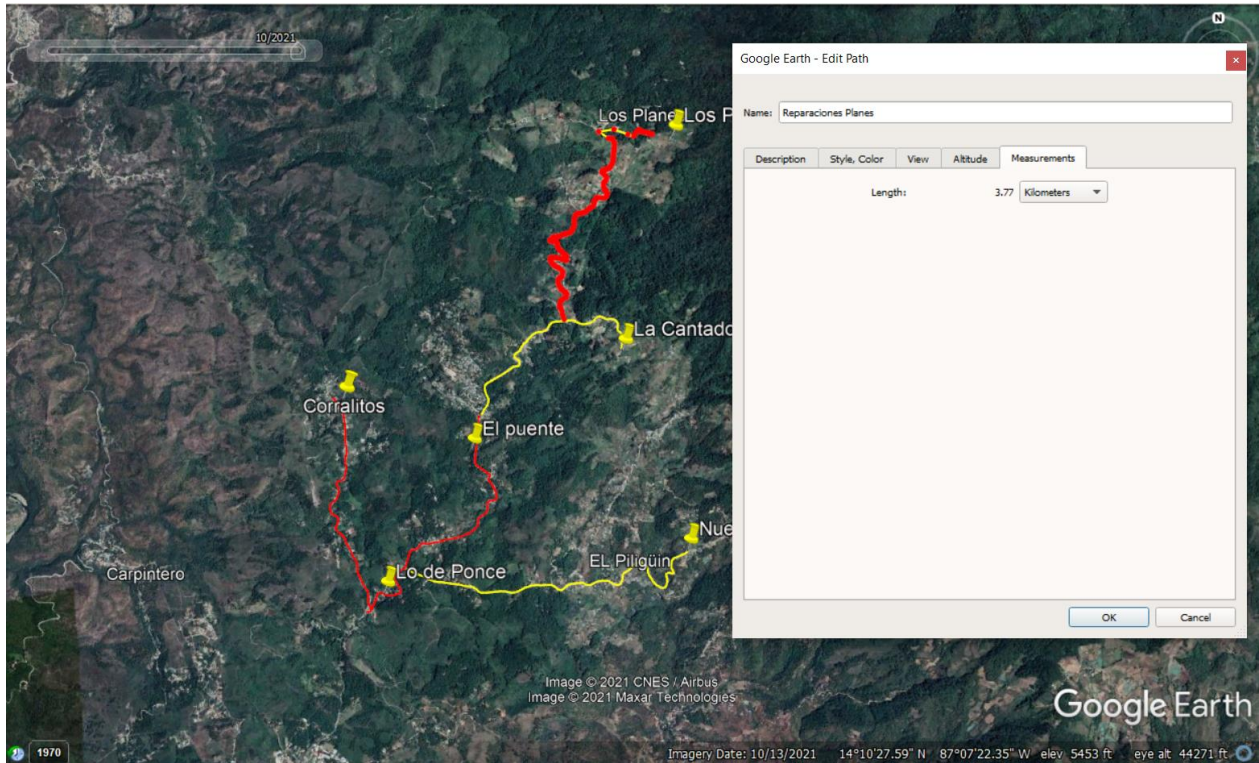 10/2021
N
Google Earth - Edit Path
Name: Reparaciones Planes
Description Style, Color View Altitude Measurements
Length: 3.77 Kilometers
OK Cancel
Los Plane Los P
La Cantado
Corralitos
El puente
Nue
EL Piligüin
Lo de Ponce
Carpintero
Image © 2021 CNES / Airbus
Image © 2021 Maxar Technologies
Google Earth
1970
Imagery Date: 10/13/2021 14°10'27.59" N 87°07'22.35" W elev 5453 ft eye alt 44271 ft